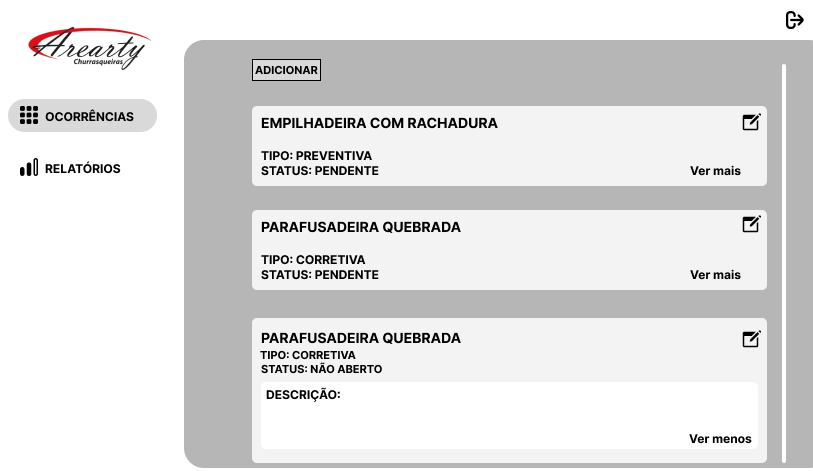 Arearty
Churrasqueiras
OCORRÊNCIAS
RELATÓRIOS
ADICIONAR
EMPILHADEIRA COM RACHADURA
TIPO: PREVENTIVA
STATUS: PENDENTE
Ver mais
PARAFUSADEIRA QUEBRADA
TIPO: CORRETIVA
STATUS: PENDENTE
Ver mais
PARAFUSADEIRA QUEBRADA
TIPO: CORRETIVA
STATUS: NÃO ABERTO
DESCRIÇÃO:
Ver menos